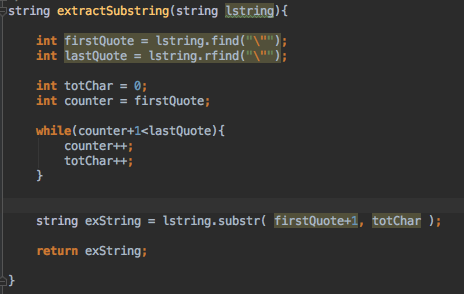 string extractSubstring(string lstring){
int firstQuote = lstring.find("\"");
int lastQuote = lstring.rfind("\"");
int totChar = 0;
int counter = firstQuote;
while(counter+1<lastQuote){
counter++;
totChar++;
}
string exString = lstring.substr( firstQuote+1, totChar );
return exString;
}